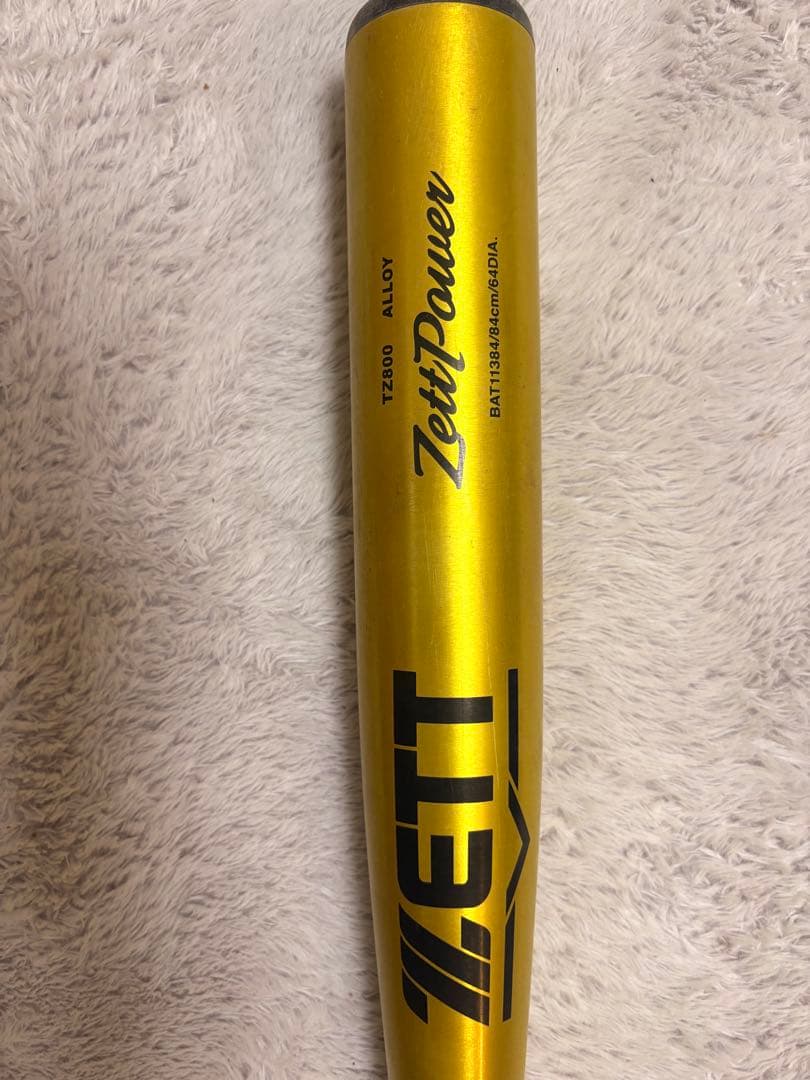 TZ800 ALLOY
ZettPower
BAT11384/84cm/64DIA.
ZETT